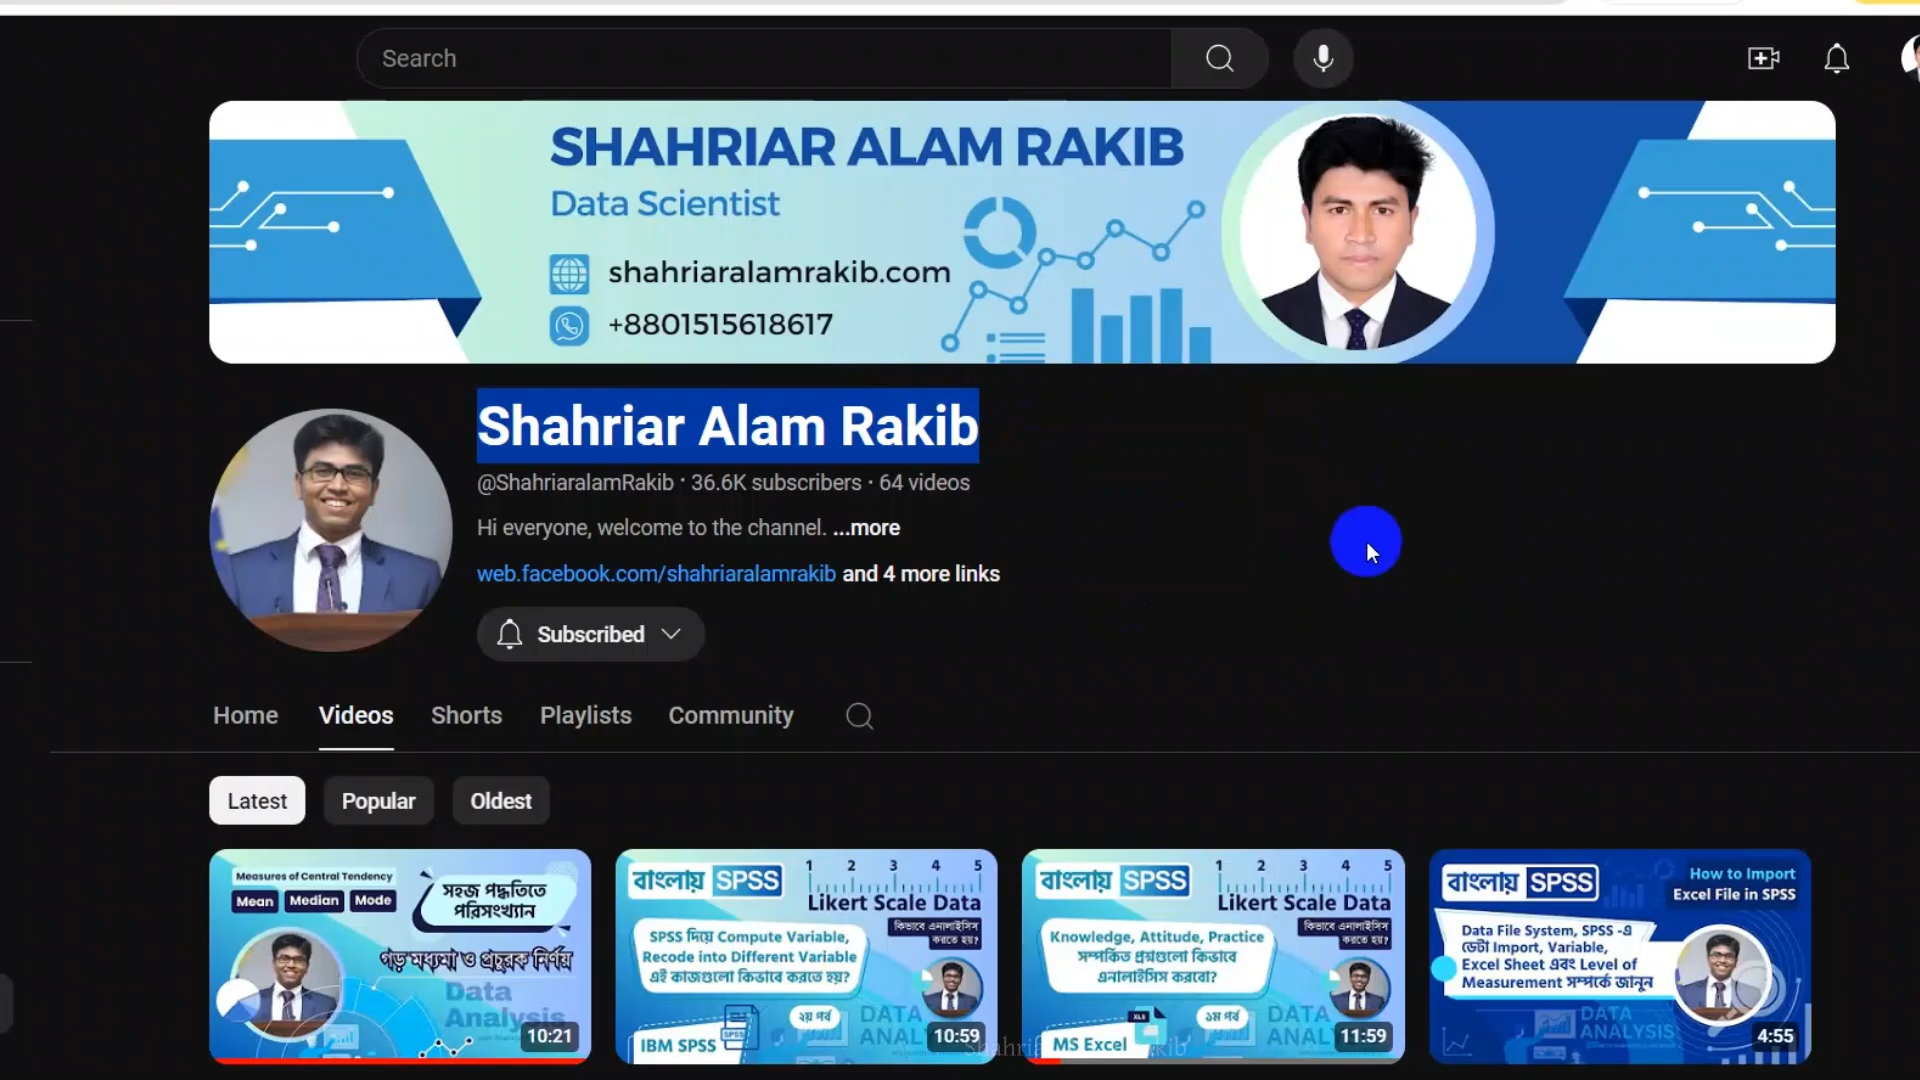 Search
SHAHRIAR ALAM RAKIB
Data Scientist
shahriaralamrakib.com
+8801515618617
Shahriar Alam Rakib
@ShahriaralamRakib · 36.6K subscribers · 64 videos
Hi everyone, welcome to the channel. ...more
web.facebook.com/shahriaralamrakib and 4 more links
Subscribed
Home Videos Shorts Playlists Community
Latest Popular Oldest
Measures of Central Tendency
Mean Median Mode
সহজ পদ্ধতিতে
পরিসংখ্যান
গড় মধ্যমা ও প্রচুরক নির্ণয়
Data
Analysis
10:21
বাংলায় SPSS
1 2 3 4 5
Likert Scale Data
কিভাবে এনালাইসিস
করতে হয়?
SPSS দিয়ে Compute Variable,
Recode into Different Variable
এই কাজগুলো কিভাবে করতে হয়?
২য় পর্ব
SPSS
DATA
ANAL
IBM SPSS
10:59
বাংলায় SPSS
1 2 3 4 5
Likert Scale Data
কিভাবে এনালাইসিস
করতে হয়?
Knowledge, Attitude, Practice
সম্পর্কিত প্রশ্নগুলো কিভাবে
এনালাইসিস করবো?
১ম পর্ব
XLS
DATA
ANAL
MS Excel
11:59
বাংলায় SPSS
How to Import
Excel File in SPSS
Data File System, SPSS -এ
ডেটা Import, Variable,
Excel Sheet এবং Level of
Measurement সম্পর্কে জানুন
DATA
ANALYSIS
4:55